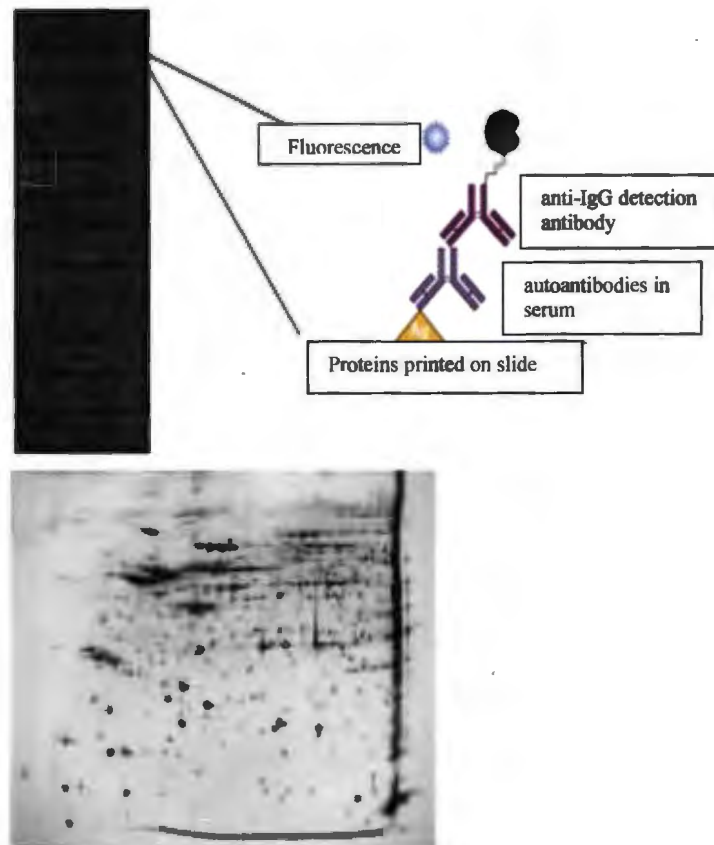 Fluorescence
anti-IgG detection
antibody
autoantibodies in
serum
Proteins printed on slide